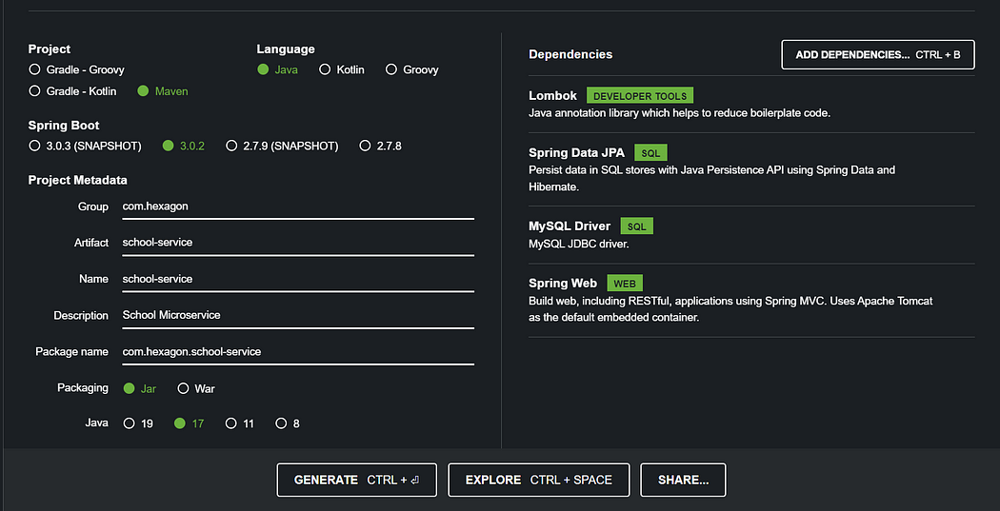 Project
Gradle - Groovy
Gradle - Kotlin Maven
Language
Java Kotlin Groovy
Spring Boot
3.0.3 (SNAPSHOT) 3.0.2 2.7.9 (SNAPSHOT) 2.7.8
Project Metadata
Group com.hexagon
Artifact school-service
Name school-service
Description School Microservice
Package name com.hexagon.school-service
Packaging Jar War
Java 19 17 11 8
Dependencies
ADD DEPENDENCIES... CTRL + B
Lombok DEVELOPER TOOLS
Java annotation library which helps to reduce boilerplate code.
Spring Data JPA SQL
Persist data in SQL stores with Java Persistence API using Spring Data and
Hibernate.
MySQL Driver SQL
MySQL JDBC driver.
Spring Web WEB
Build web, including RESTful, applications using Spring MVC. Uses Apache Tomcat
as the default embedded container.
GENERATE CTRL + ⏎
EXPLORE CTRL + SPACE
SHARE...